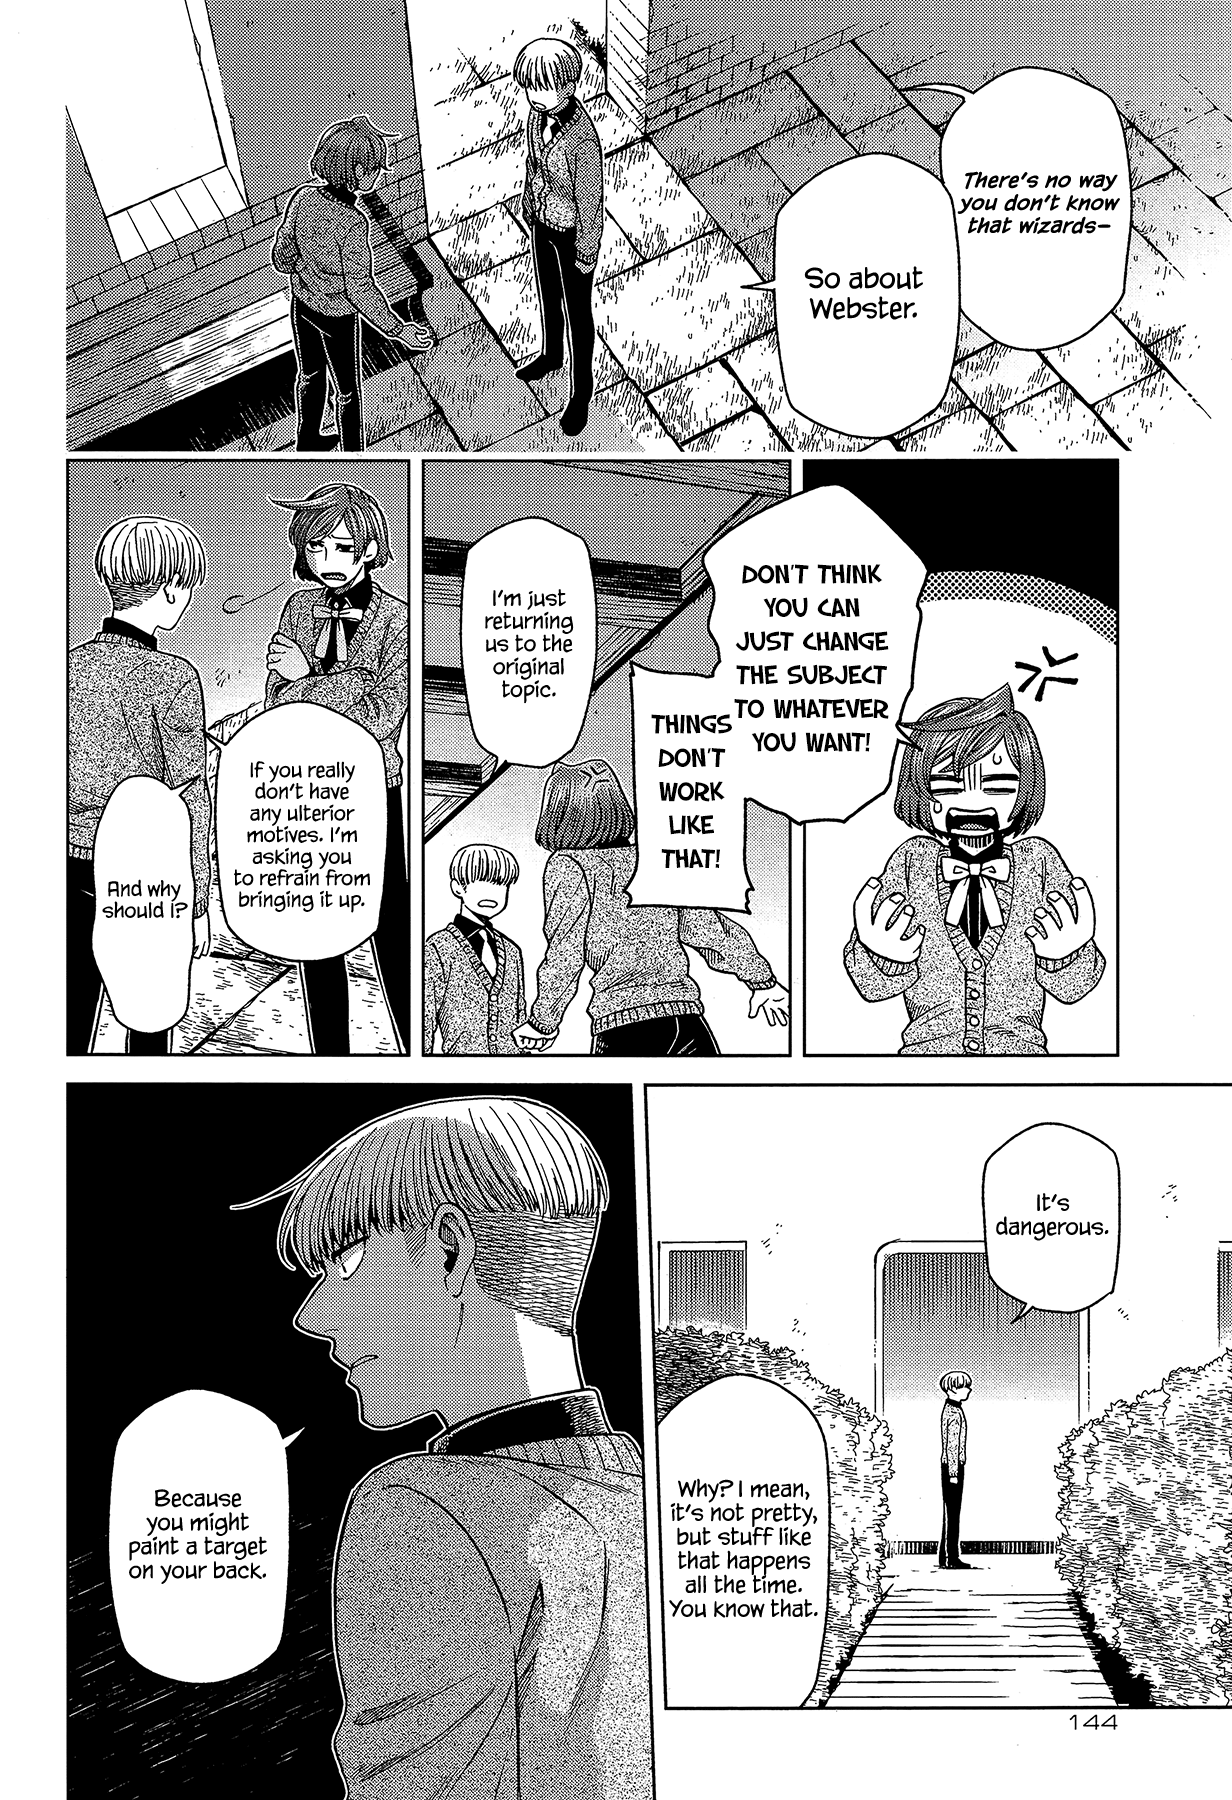 There's no way
you don't know
that wizards—
So about
Webster.
DON'T THINK
YOU CAN
JUST CHANGE
THE SUBJECT
TO WHATEVER
YOU WANT!
THINGS
DON'T
WORK
LIKE
THAT!
I'm just
returning
us to the
original
topic.
If you really
don't have
any ulterior
motives. I'm
asking you
to refrain from
bringing it up.
And why
should I?
It's
dangerous.
Why? I mean,
it's not pretty,
but stuff like
that happens
all the time.
You know that.
Because
you might
paint a target
on your back.
144